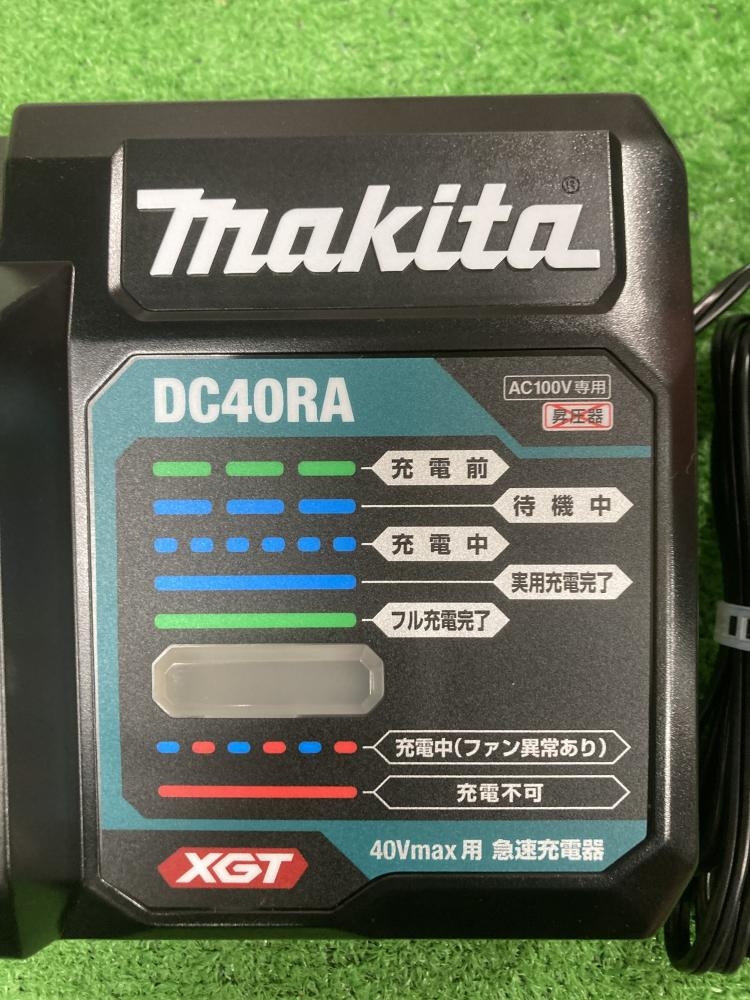 makita®
DC40RA
AC100V専用
昇圧器
充電前
待機中
充電中
実用充電完了
フル充電完了
充電中(ファン異常あり)
充電不可
XGT
40Vmax用 急速充電器